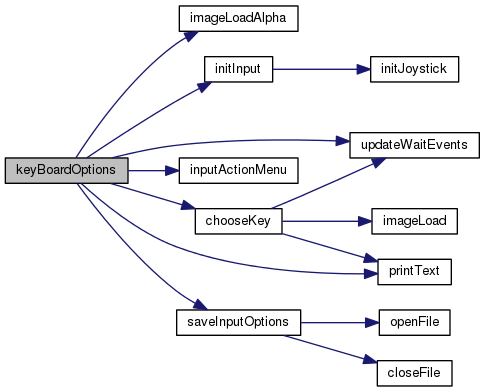 imageLoadAlpha
initInput
initJoystick
updateWaitEvents
keyBoardOptions
inputActionMenu
chooseKey
imageLoad
printText
saveInputOptions
openFile
closeFile